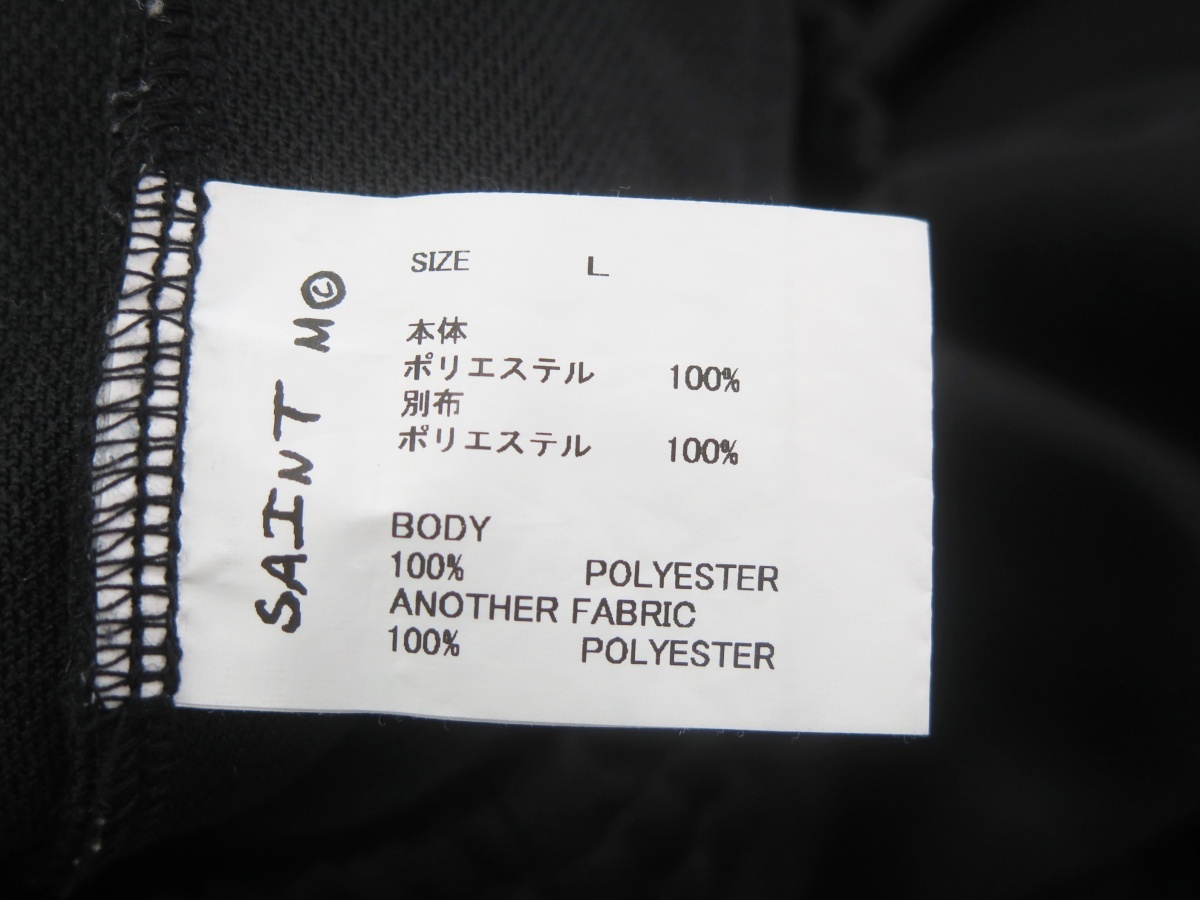 SAINT M©
SIZE L
本体
ポリエステル 100%
別布
ポリエステル 100%
BODY
100% POLYESTER
ANOTHER FABRIC
100% POLYESTER